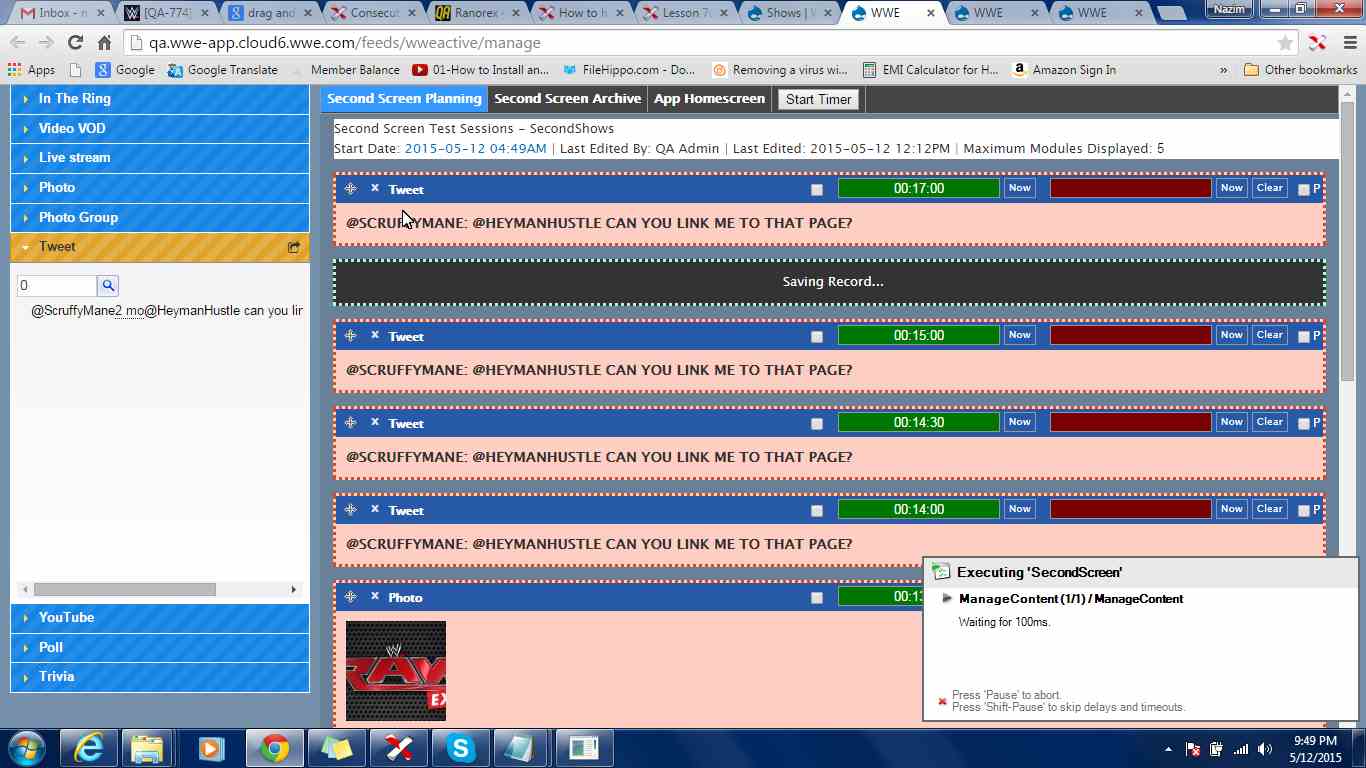 Inbox - n
[QA-774]
drag and
Consecut
Ranorex
How to h
Lesson 7
Shows | W
WWE
WWE
WWE
Nazim
qa.wwe-app.cloud6.wwe.com/feeds/wweactive/manage
Apps
Google
Google Translate
Member Balance
01-How to Install an...
FileHippo.com - Do...
Removing a virus wi...
EMI Calculator for H...
Amazon Sign In
»
Other bookmarks
In The Ring
Video VOD
Live stream
Photo
Photo Group
Tweet
0
@ScruffyMane2 mo@HeymanHustle can you lin
YouTube
Poll
Trivia
Second Screen Planning Second Screen Archive App Homescreen Start Timer
Second Screen Test Sessions - SecondShows
Start Date: 2015-05-12 04:49AM | Last Edited By: QA Admin | Last Edited: 2015-05-12 12:12PM | Maximum Modules Displayed: 5
x Tweet 00:17:00 Now Now Clear P
@SCRUFFYMANE: @HEYMANHUSTLE CAN YOU LINK ME TO THAT PAGE?
Saving Record...
x Tweet 00:15:00 Now Now Clear P
@SCRUFFYMANE: @HEYMANHUSTLE CAN YOU LINK ME TO THAT PAGE?
x Tweet 00:14:30 Now Now Clear P
@SCRUFFYMANE: @HEYMANHUSTLE CAN YOU LINK ME TO THAT PAGE?
x Tweet 00:14:00 Now Now Clear P
@SCRUFFYMANE: @HEYMANHUSTLE CAN YOU LINK ME TO THAT PAGE?
x Photo 00:13
RAW
EX
Executing 'SecondScreen'
ManageContent (1/1) / ManageContent
Waiting for 100ms.
Press 'Pause' to abort.
Press 'Shift-Pause' to skip delays and timeouts.
9:49 PM
5/12/2015